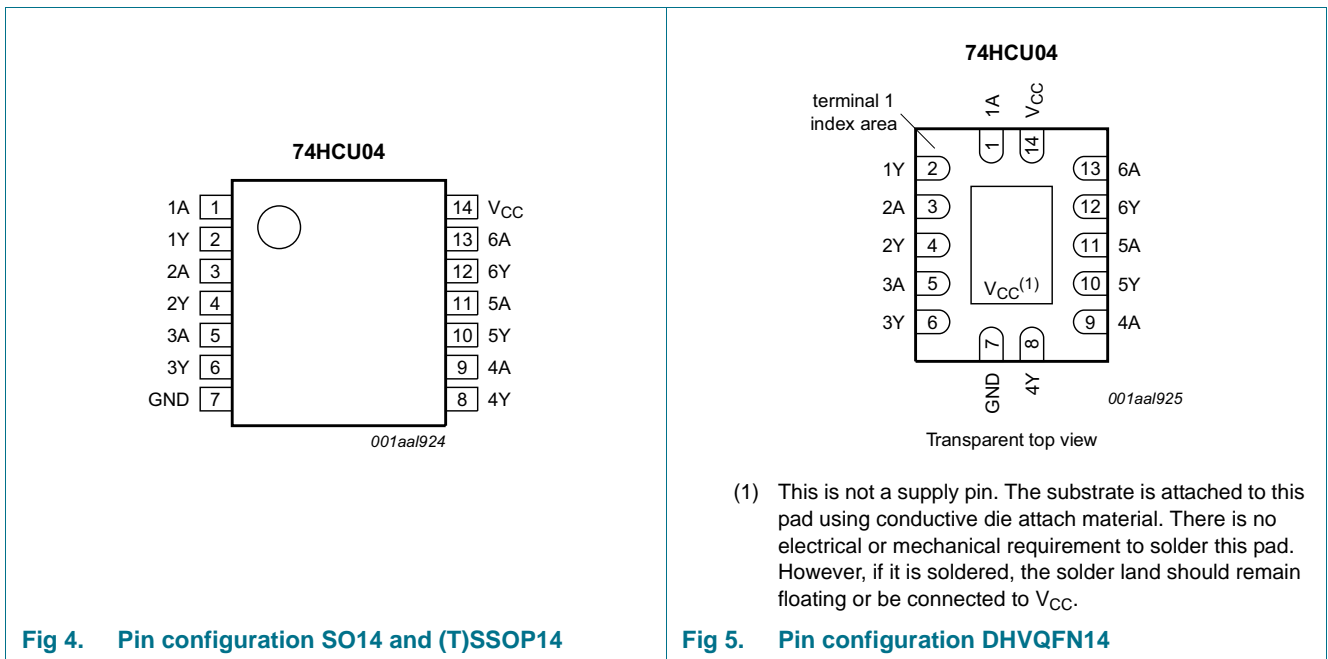 74HCU04
1A 1 14 VCC
1Y 2 13 6A
2A 3 12 6Y
2Y 4 11 5A
3A 5 10 5Y
3Y 6 9 4A
GND 7 8 4Y
001aal924
Fig 4. Pin configuration SO14 and (T)SSOP14
74HCU04
terminal 1
index area
1A VCC
1 14
1Y 2 13 6A
2A 3 12 6Y
2Y 4 11 5A
3A 5 10 5Y
VCC(1)
3Y 6 9 4A
7 8
GND 4Y
001aal925
Transparent top view
(1) This is not a supply pin. The substrate is attached to this
pad using conductive die attach material. There is no
electrical or mechanical requirement to solder this pad.
However, if it is soldered, the solder land should remain
floating or be connected to VCC.
Fig 5. Pin configuration DHVQFN14